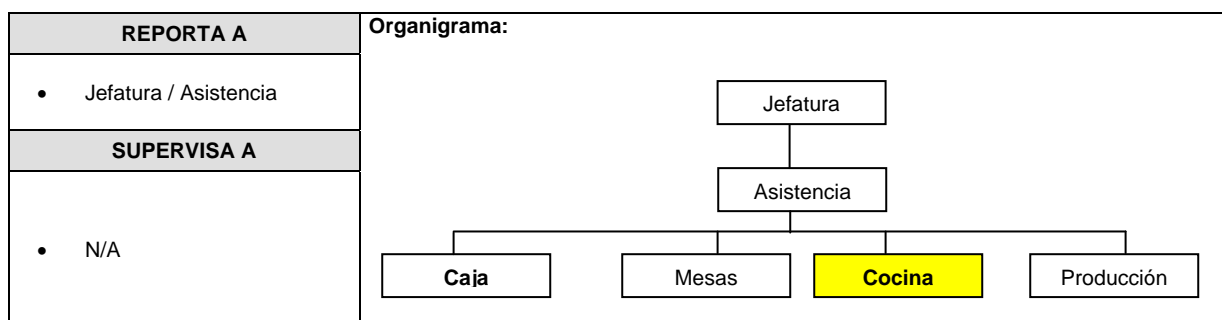 REPORTA A
• Jefatura / Asistencia
SUPERVISA A
• N/A
Organigrama:
Jefatura
Asistencia
Caja
Mesas
Cocina
Producción